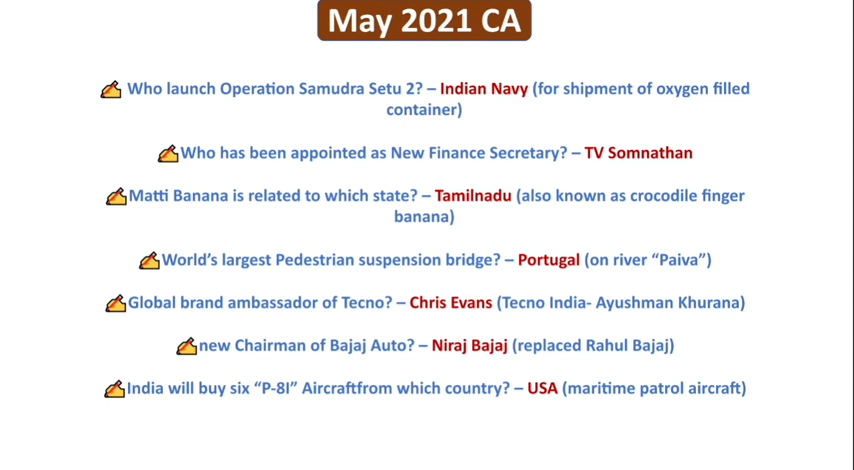 May 2021 CA
Who launch Operation Samudra Setu 2? – Indian Navy (for shipment of oxygen filled
container)
Who has been appointed as New Finance Secretary? – TV Somnathan
Matti Banana is related to which state? – Tamilnadu (also known as crocodile finger
banana)
World’s largest Pedestrian suspension bridge? – Portugal (on river “Paiva”)
Global brand ambassador of Tecno? – Chris Evans (Tecno India- Ayushman Khurana)
new Chairman of Bajaj Auto? – Niraj Bajaj (replaced Rahul Bajaj)
India will buy six “P-8I” Aircraftfrom which country? – USA (maritime patrol aircraft)